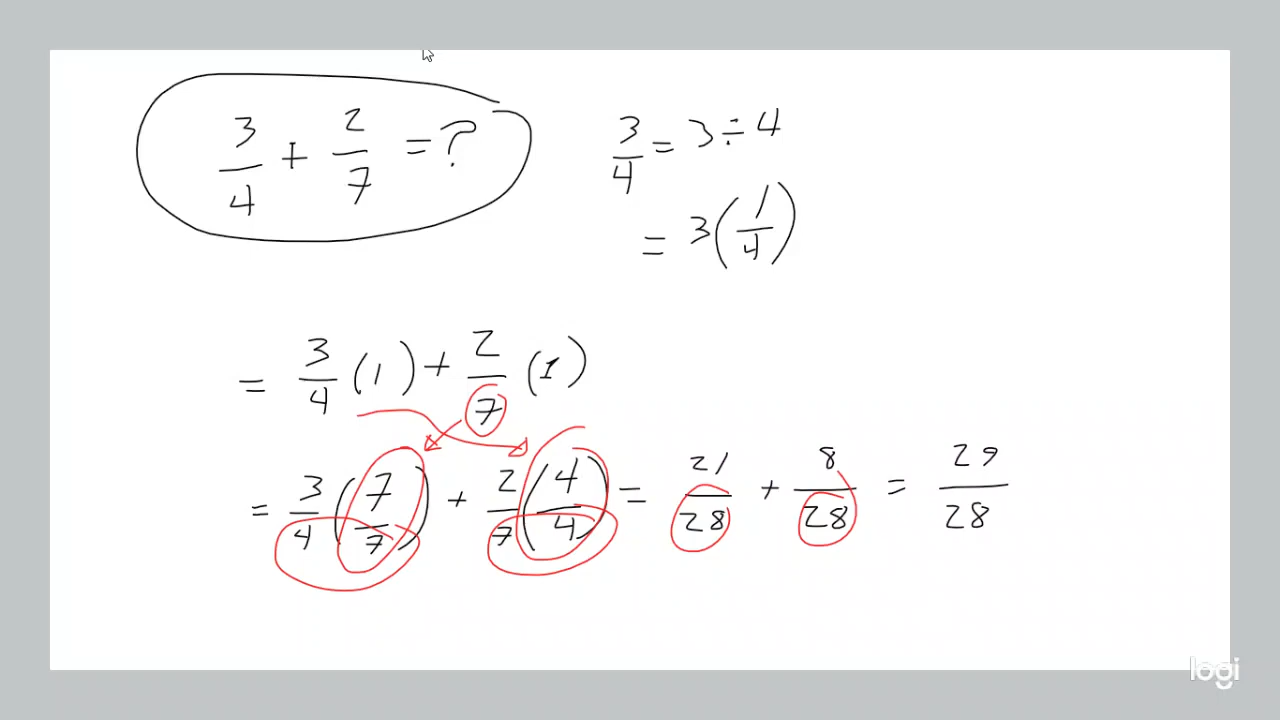 3/4 + 2/7 = ?
3/4 = 3 ÷ 4
= 3(1/4)
= 3/4 (1) + 2/7 (1)
= 3/4 (7/7) + 2/7 (4/4) = 21/28 + 8/28 = 29/28
logi